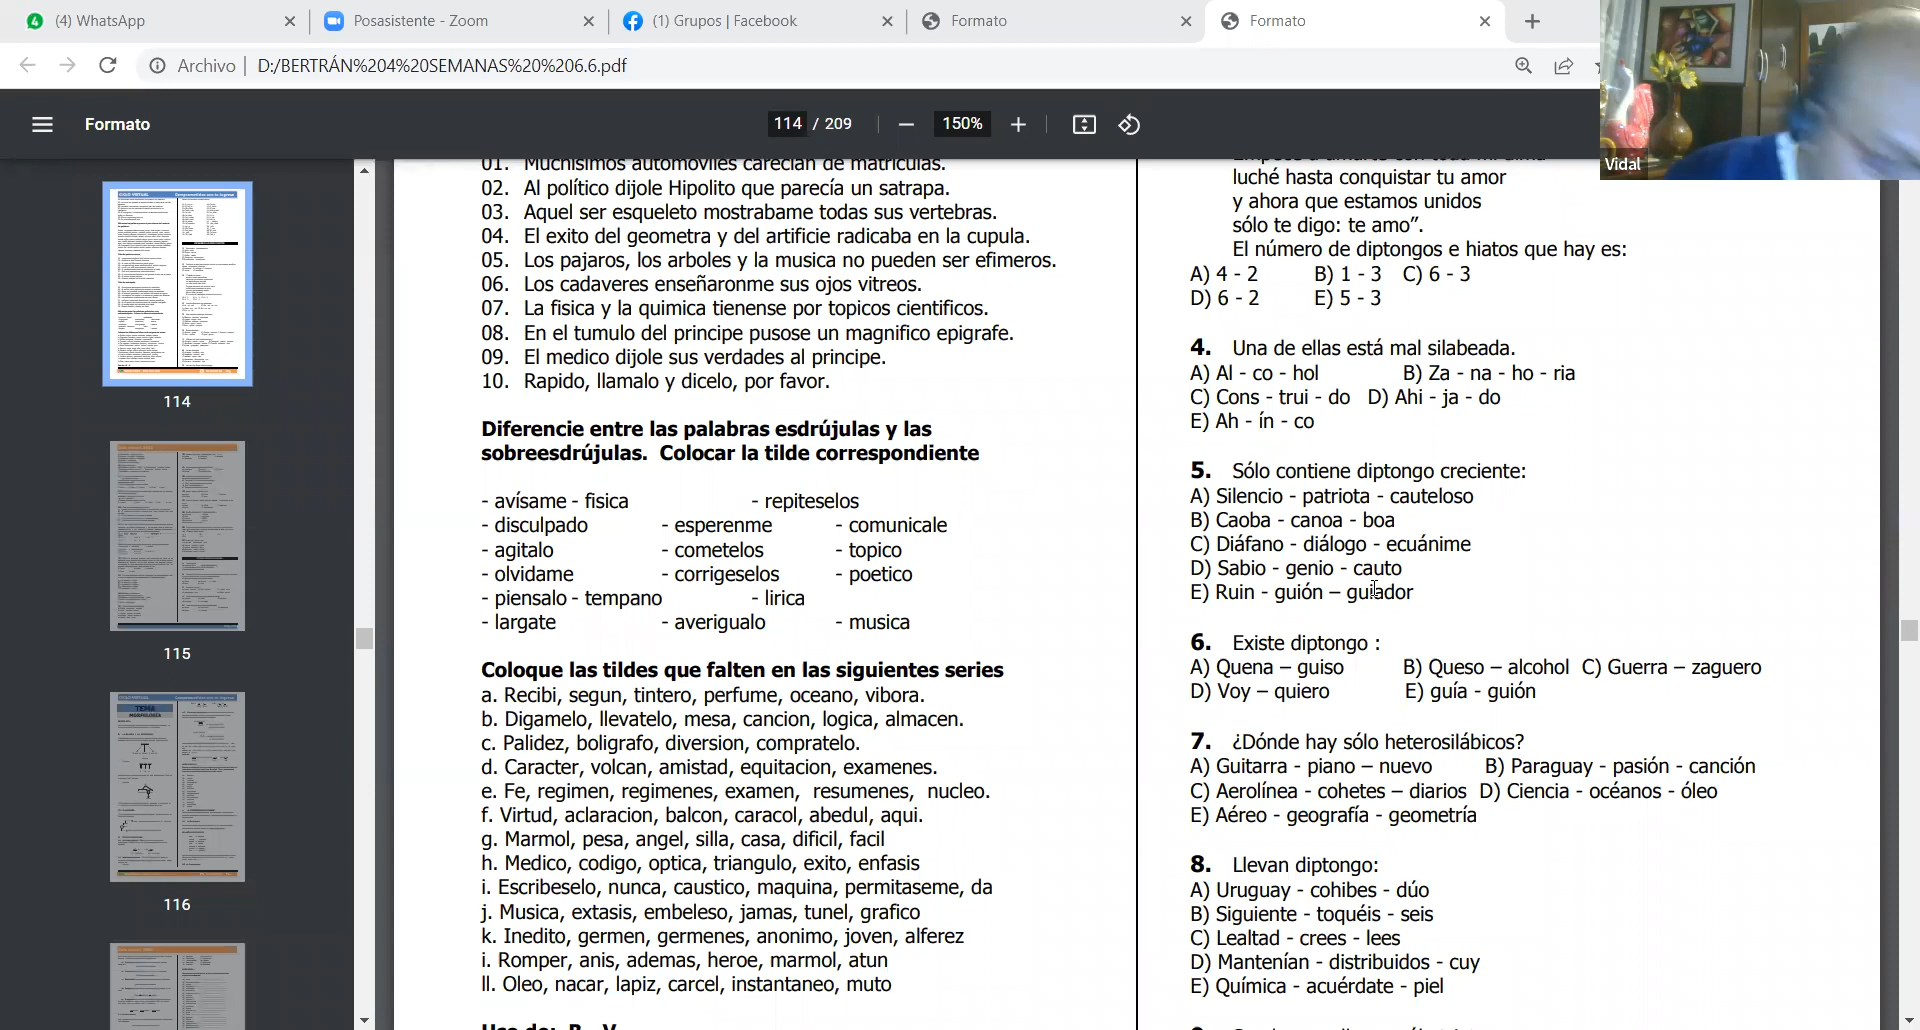 (4) WhatsApp
Posasistente - Zoom
(1) Grupos | Facebook
Formato
Formato
Archivo
D:/BERTRÁN%204%20SEMANAS%20%206.6.pdf
Vidal
Formato
114 / 209
150%
114
115
TEMA
116
01. Muchísimos automóviles carecían de matrículas.
02. Al político dijole Hipolito que parecía un satrapa.
03. Aquel ser esqueleto mostrabame todas sus vertebras.
04. El exito del geometra y del artificie radicaba en la cupula.
05. Los pajaros, los arboles y la musica no pueden ser efimeros.
06. Los cadaveres enseñaronme sus ojos vitreos.
07. La fisica y la quimica tienense por topicos cientificos.
08. En el tumulo del principe pusose un magnifico epigrafe.
09. El medico dijole sus verdades al principe.
10. Rapido, llamalo y dicelo, por favor.
Diferencie entre las palabras esdrújulas y las
sobreesdrújulas. Colocar la tilde correspondiente
- avísame - fisica - repiteselos
- disculpado - esperenme - comunicale
- agitalo - cometelos - topico
- olvidame - corrigeselos - poetico
- piensalo - tempano - lirica
- largate - averigualo - musica
Coloque las tildes que falten en las siguientes series
a. Recibi, segun, tintero, perfume, oceano, vibora.
b. Digamelo, llevatelo, mesa, cancion, logica, almacen.
c. Palidez, boligrafo, diversion, compratelo.
d. Caracter, volcan, amistad, equitacion, examenes.
e. Fe, regimen, regimenes, examen, resumenes, nucleo.
f. Virtud, aclaracion, balcon, caracol, abedul, aqui.
g. Marmol, pesa, angel, silla, casa, dificil, facil
h. Medico, codigo, optica, triangulo, exito, enfasis
i. Escribeselo, nunca, caustico, maquina, permitaseme, da
j. Musica, extasis, embeleso, jamas, tunel, grafico
k. Inedito, germen, germenes, anonimo, joven, alferez
i. Romper, anis, ademas, heroe, marmol, atun
ll. Oleo, nacar, lapiz, carcel, instantaneo, muto
Uso de: B - V
luché hasta conquistar tu amor
y ahora que estamos unidos
sólo te digo: te amo".
El número de diptongos e hiatos que hay es:
A) 4 - 2 B) 1 - 3 C) 6 - 3
D) 6 - 2 E) 5 - 3
4. Una de ellas está mal silabeada.
A) Al - co - hol B) Za - na - ho - ria
C) Cons - trui - do D) Ahi - ja - do
E) Ah - ín - co
5. Sólo contiene diptongo creciente:
A) Silencio - patriota - cauteloso
B) Caoba - canoa - boa
C) Diáfano - diálogo - ecuánime
D) Sabio - genio - cauto
E) Ruin - guión – guiador
6. Existe diptongo :
A) Quena – guiso B) Queso – alcohol C) Guerra – zaguero
D) Voy – quiero E) guía - guión
7. ¿Dónde hay sólo heterosilábicos?
A) Guitarra - piano – nuevo B) Paraguay - pasión - canción
C) Aerolínea - cohetes – diarios D) Ciencia - océanos - óleo
E) Aéreo - geografía - geometría
8. Llevan diptongo:
A) Uruguay - cohibes - dúo
B) Siguiente - toquéis - seis
C) Lealtad - crees - lees
D) Mantenían - distribuidos - cuy
E) Química - acuérdate - piel